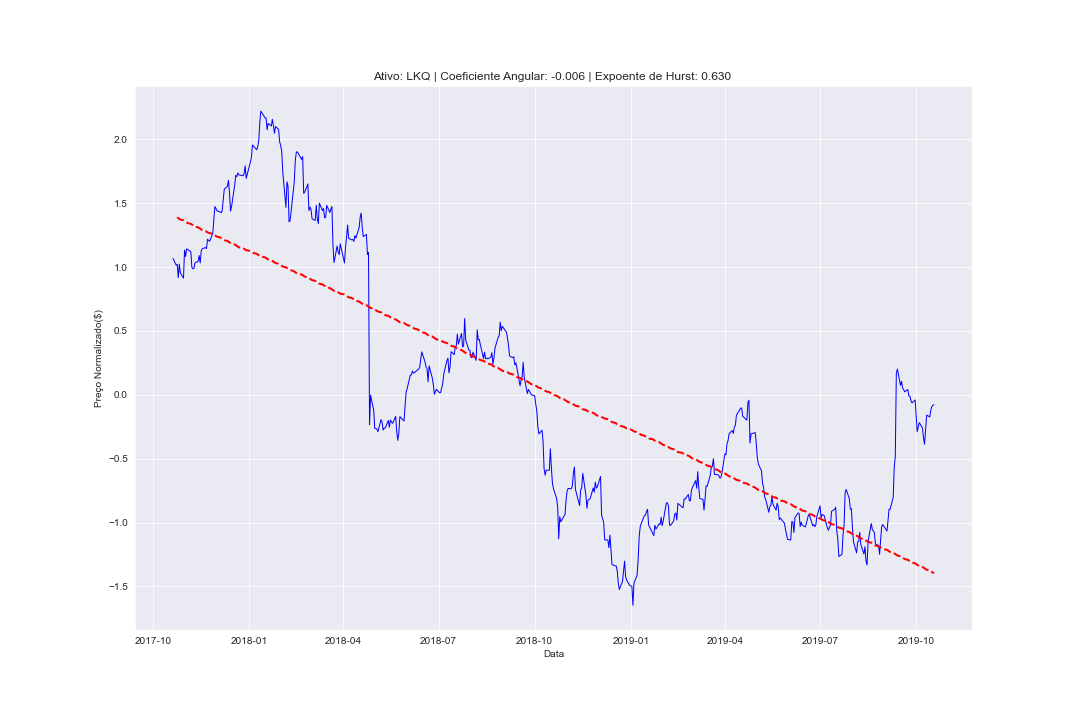 Ativo: LKQ | Coeficiente Angular: -0.006 | Expoente de Hurst: 0.630
2.0
1.5
1.0
0.5
0.0
−0.5
−1.0
−1.5
Preço Normalizado($)
2017-10 2018-01 2018-04 2018-07 2018-10 2019-01 2019-04 2019-07 2019-10
Data